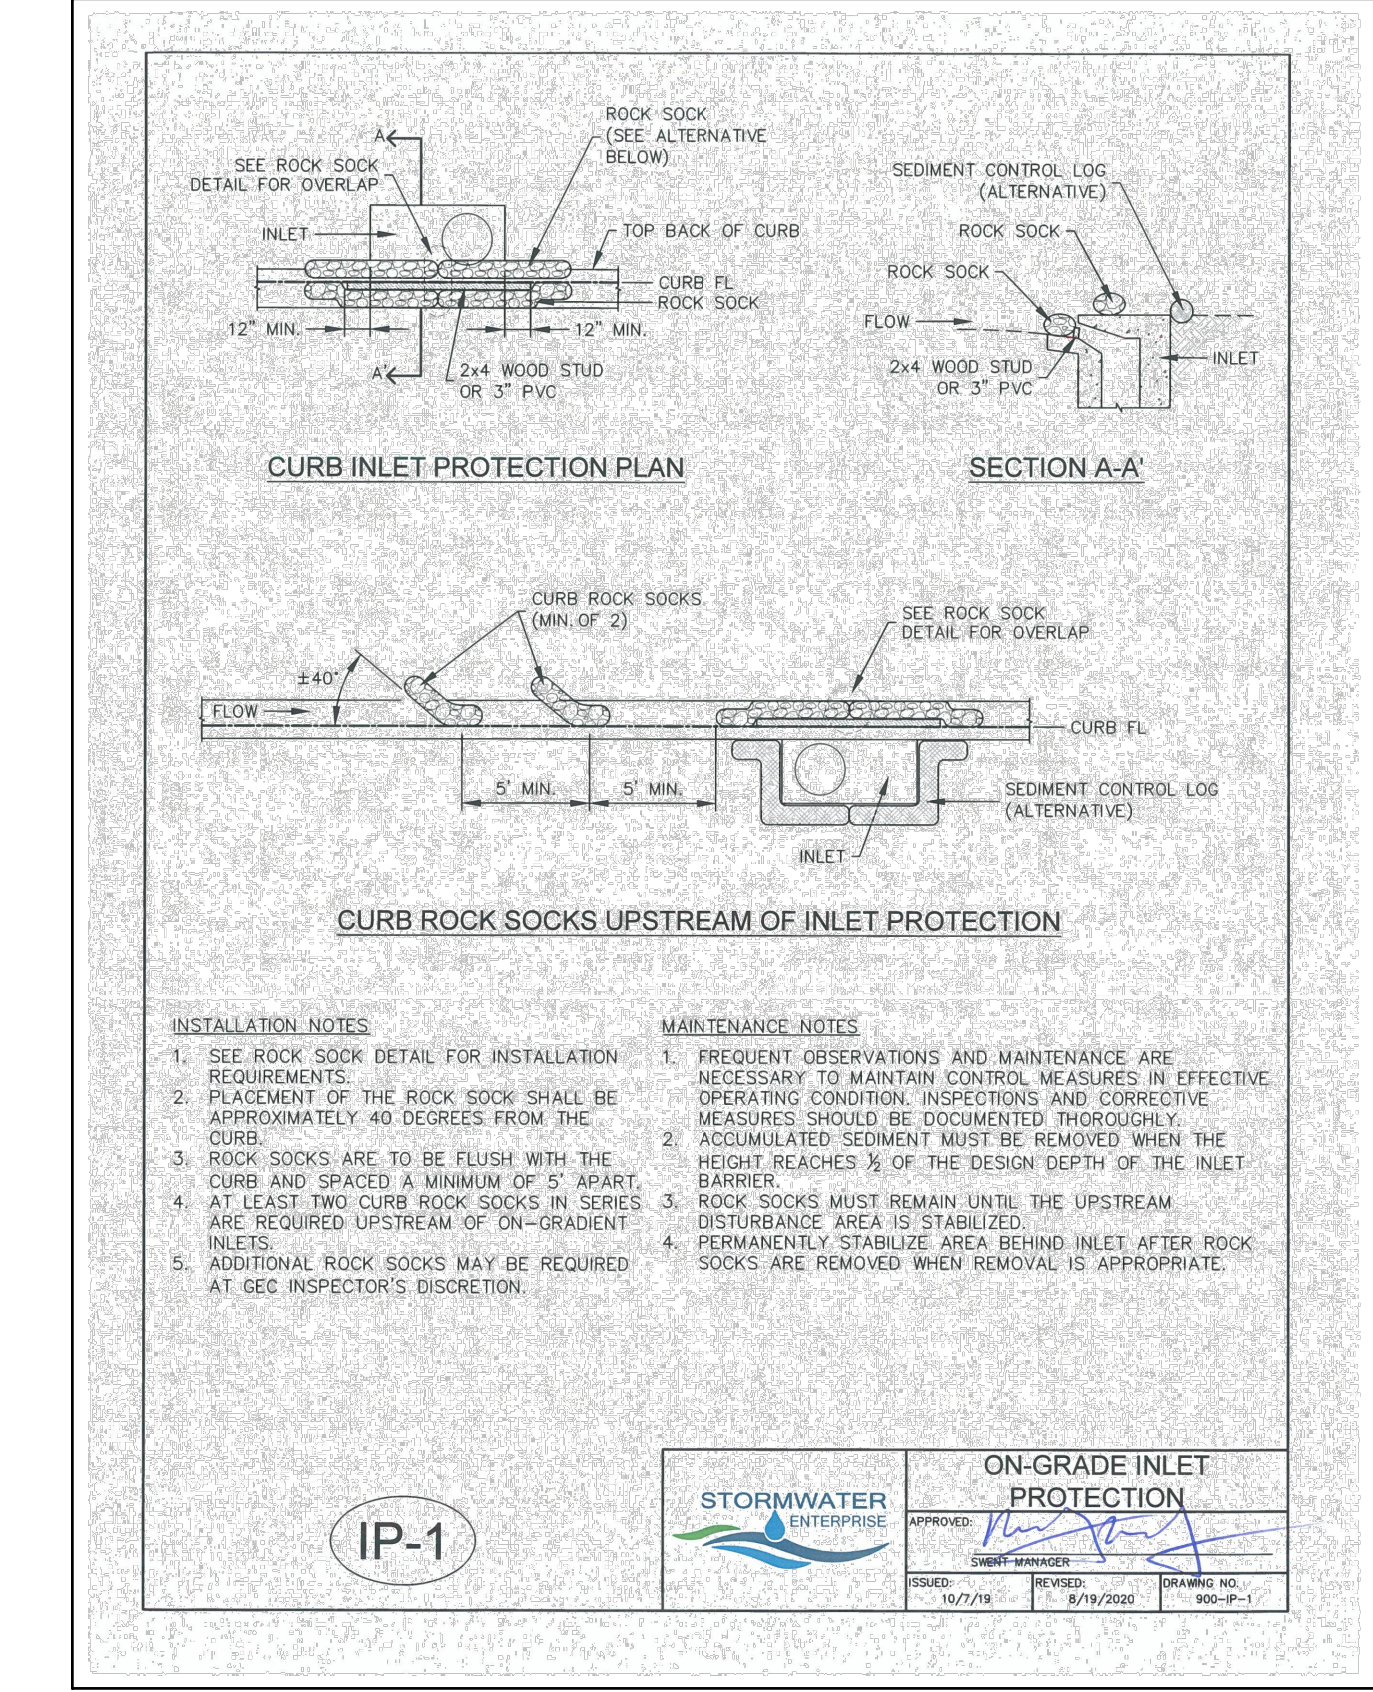 ROCK SOCK
(SEE ALTERNATIVE
BELOW)
A
SEE ROCK SOCK
DETAIL FOR OVERLAP
INLET
TOP BACK OF CURB
CURB FL
ROCK SOCK
12" MIN.
12" MIN.
A'
2x4 WOOD STUD
OR 3" PVC
CURB INLET PROTECTION PLAN
SEDIMENT CONTROL LOG
(ALTERNATIVE)
ROCK SOCK
ROCK SOCK
FLOW
INLET
2x4 WOOD STUD
OR 3" PVC
SECTION A-A'
CURB ROCK SOCKS
(MIN. OF 2)
SEE ROCK SOCK
DETAIL FOR OVERLAP
±40°
FLOW
CURB FL
5' MIN.
5' MIN.
SEDIMENT CONTROL LOG
(ALTERNATIVE)
INLET
CURB ROCK SOCKS UPSTREAM OF INLET PROTECTION
INSTALLATION NOTES
1. SEE ROCK SOCK DETAIL FOR INSTALLATION
REQUIREMENTS.
2. PLACEMENT OF THE ROCK SOCK SHALL BE
APPROXIMATELY 40 DEGREES FROM THE
CURB.
3. ROCK SOCKS ARE TO BE FLUSH WITH THE
CURB AND SPACED A MINIMUM OF 5' APART.
4. AT LEAST TWO CURB ROCK SOCKS IN SERIES
ARE REQUIRED UPSTREAM OF ON-GRADIENT
INLETS.
5. ADDITIONAL ROCK SOCKS MAY BE REQUIRED
AT GEC INSPECTOR'S DISCRETION.
MAINTENANCE NOTES
1. FREQUENT OBSERVATIONS AND MAINTENANCE ARE
NECESSARY TO MAINTAIN CONTROL MEASURES IN EFFECTIVE
OPERATING CONDITION. INSPECTIONS AND CORRECTIVE
MEASURES SHOULD BE DOCUMENTED THOROUGHLY.
2. ACCUMULATED SEDIMENT MUST BE REMOVED WHEN THE
HEIGHT REACHES ½ OF THE DESIGN DEPTH OF THE INLET
BARRIER.
3. ROCK SOCKS MUST REMAIN UNTIL THE UPSTREAM
DISTURBANCE AREA IS STABILIZED.
4. PERMANENTLY STABILIZE AREA BEHIND INLET AFTER ROCK
SOCKS ARE REMOVED WHEN REMOVAL IS APPROPRIATE.
IP-1
STORMWATER
ENTERPRISE
ON-GRADE INLET
PROTECTION
APPROVED:
SWENT MANAGER
ISSUED:
10/7/19
REVISED:
8/19/2020
DRAWING NO.
900-IP-1